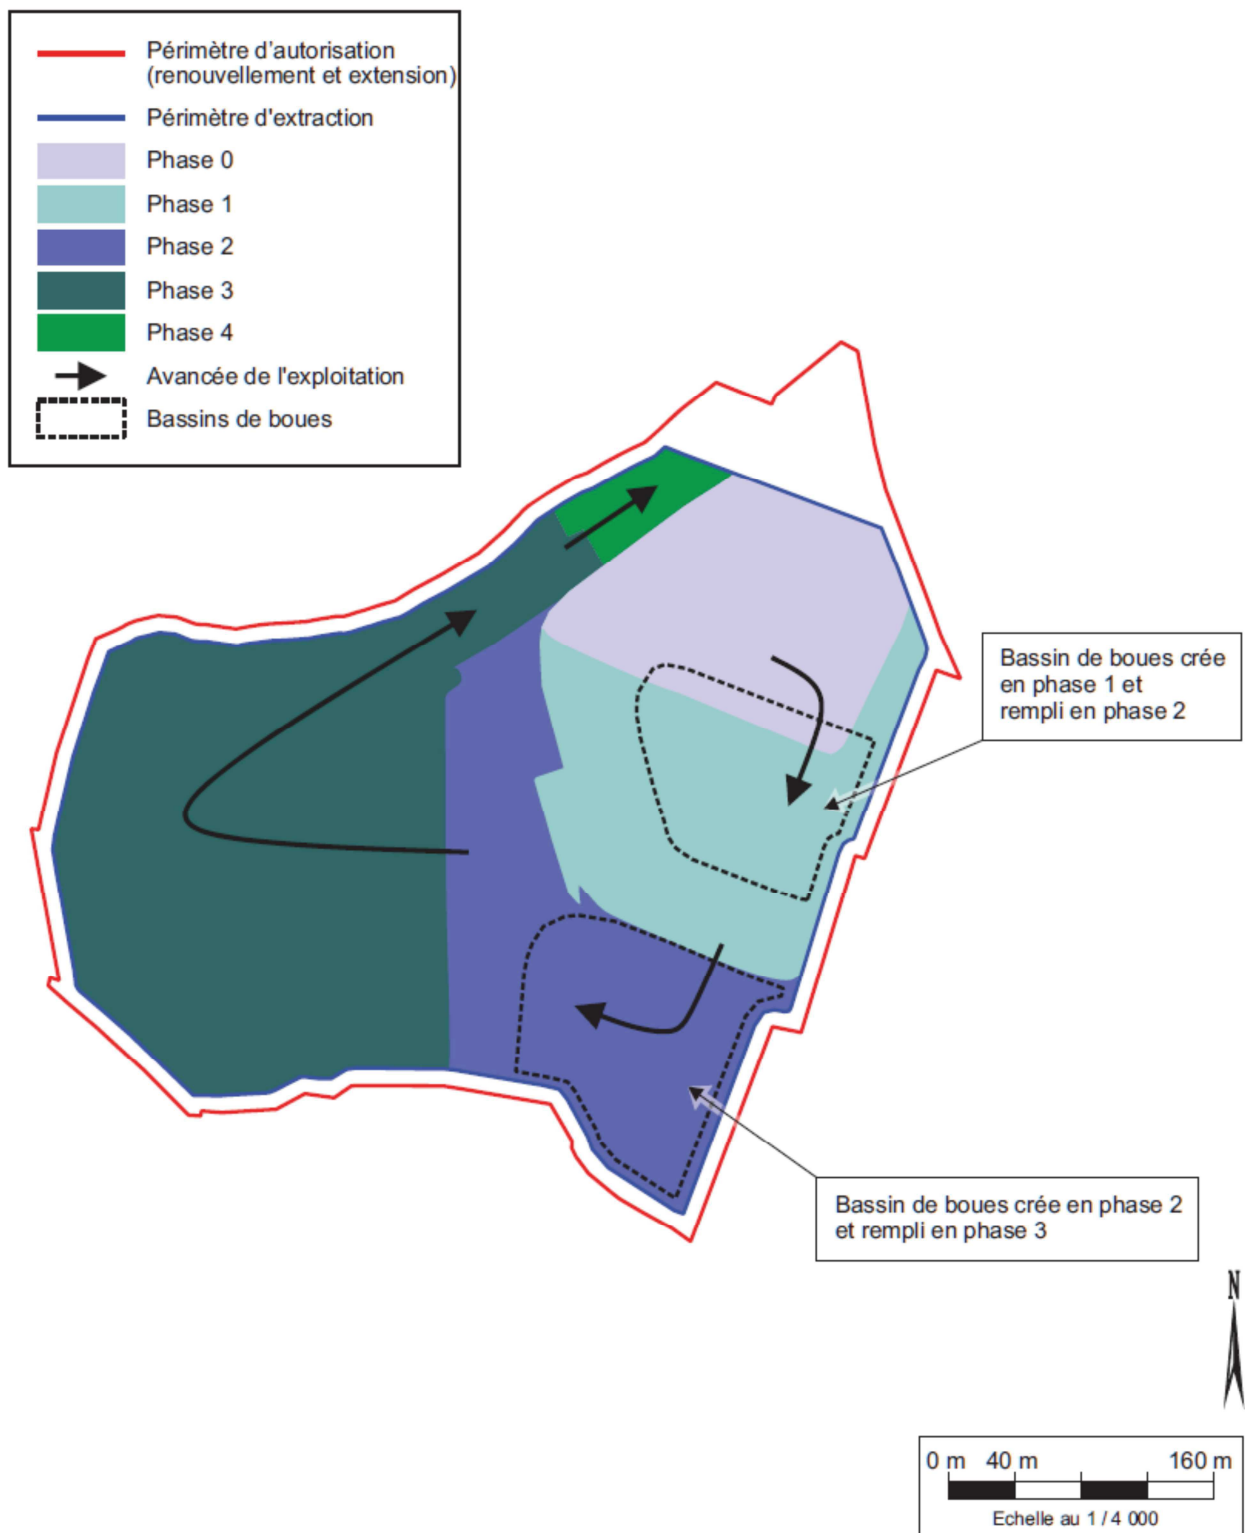 Périmètre d'autorisation
(renouvellement et extension)
Périmètre d'extraction
Phase 0
Phase 1
Phase 2
Phase 3
Phase 4
Avancée de l'exploitation
Bassins de boues
Bassin de boues crée
en phase 1 et
rempli en phase 2
Bassin de boues crée en phase 2
et rempli en phase 3
N
0 m 40 m 160 m
Echelle au 1 / 4 000